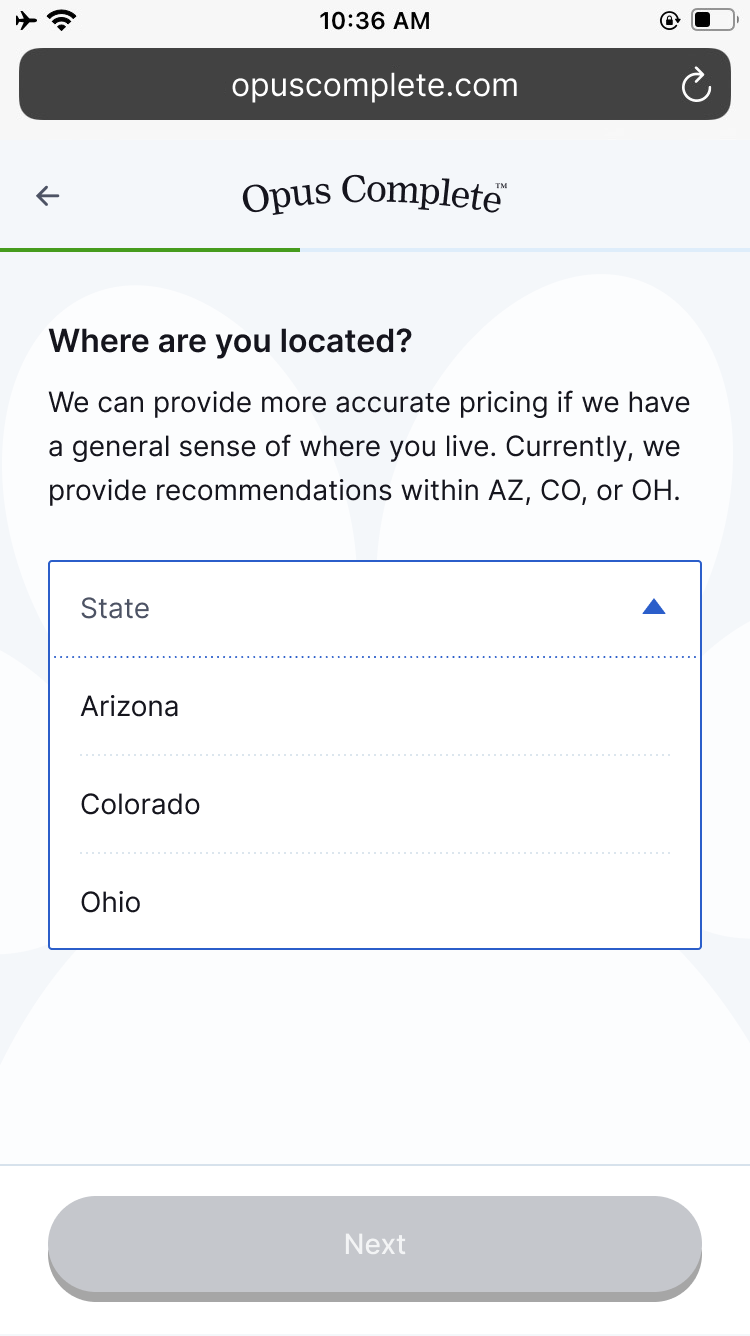 10:36 AM
opuscomplete.com
Opus Complete™
Where are you located?
We can provide more accurate pricing if we have
a general sense of where you live. Currently, we
provide recommendations within AZ, CO, or OH.
State
Arizona
Colorado
Ohio
Next